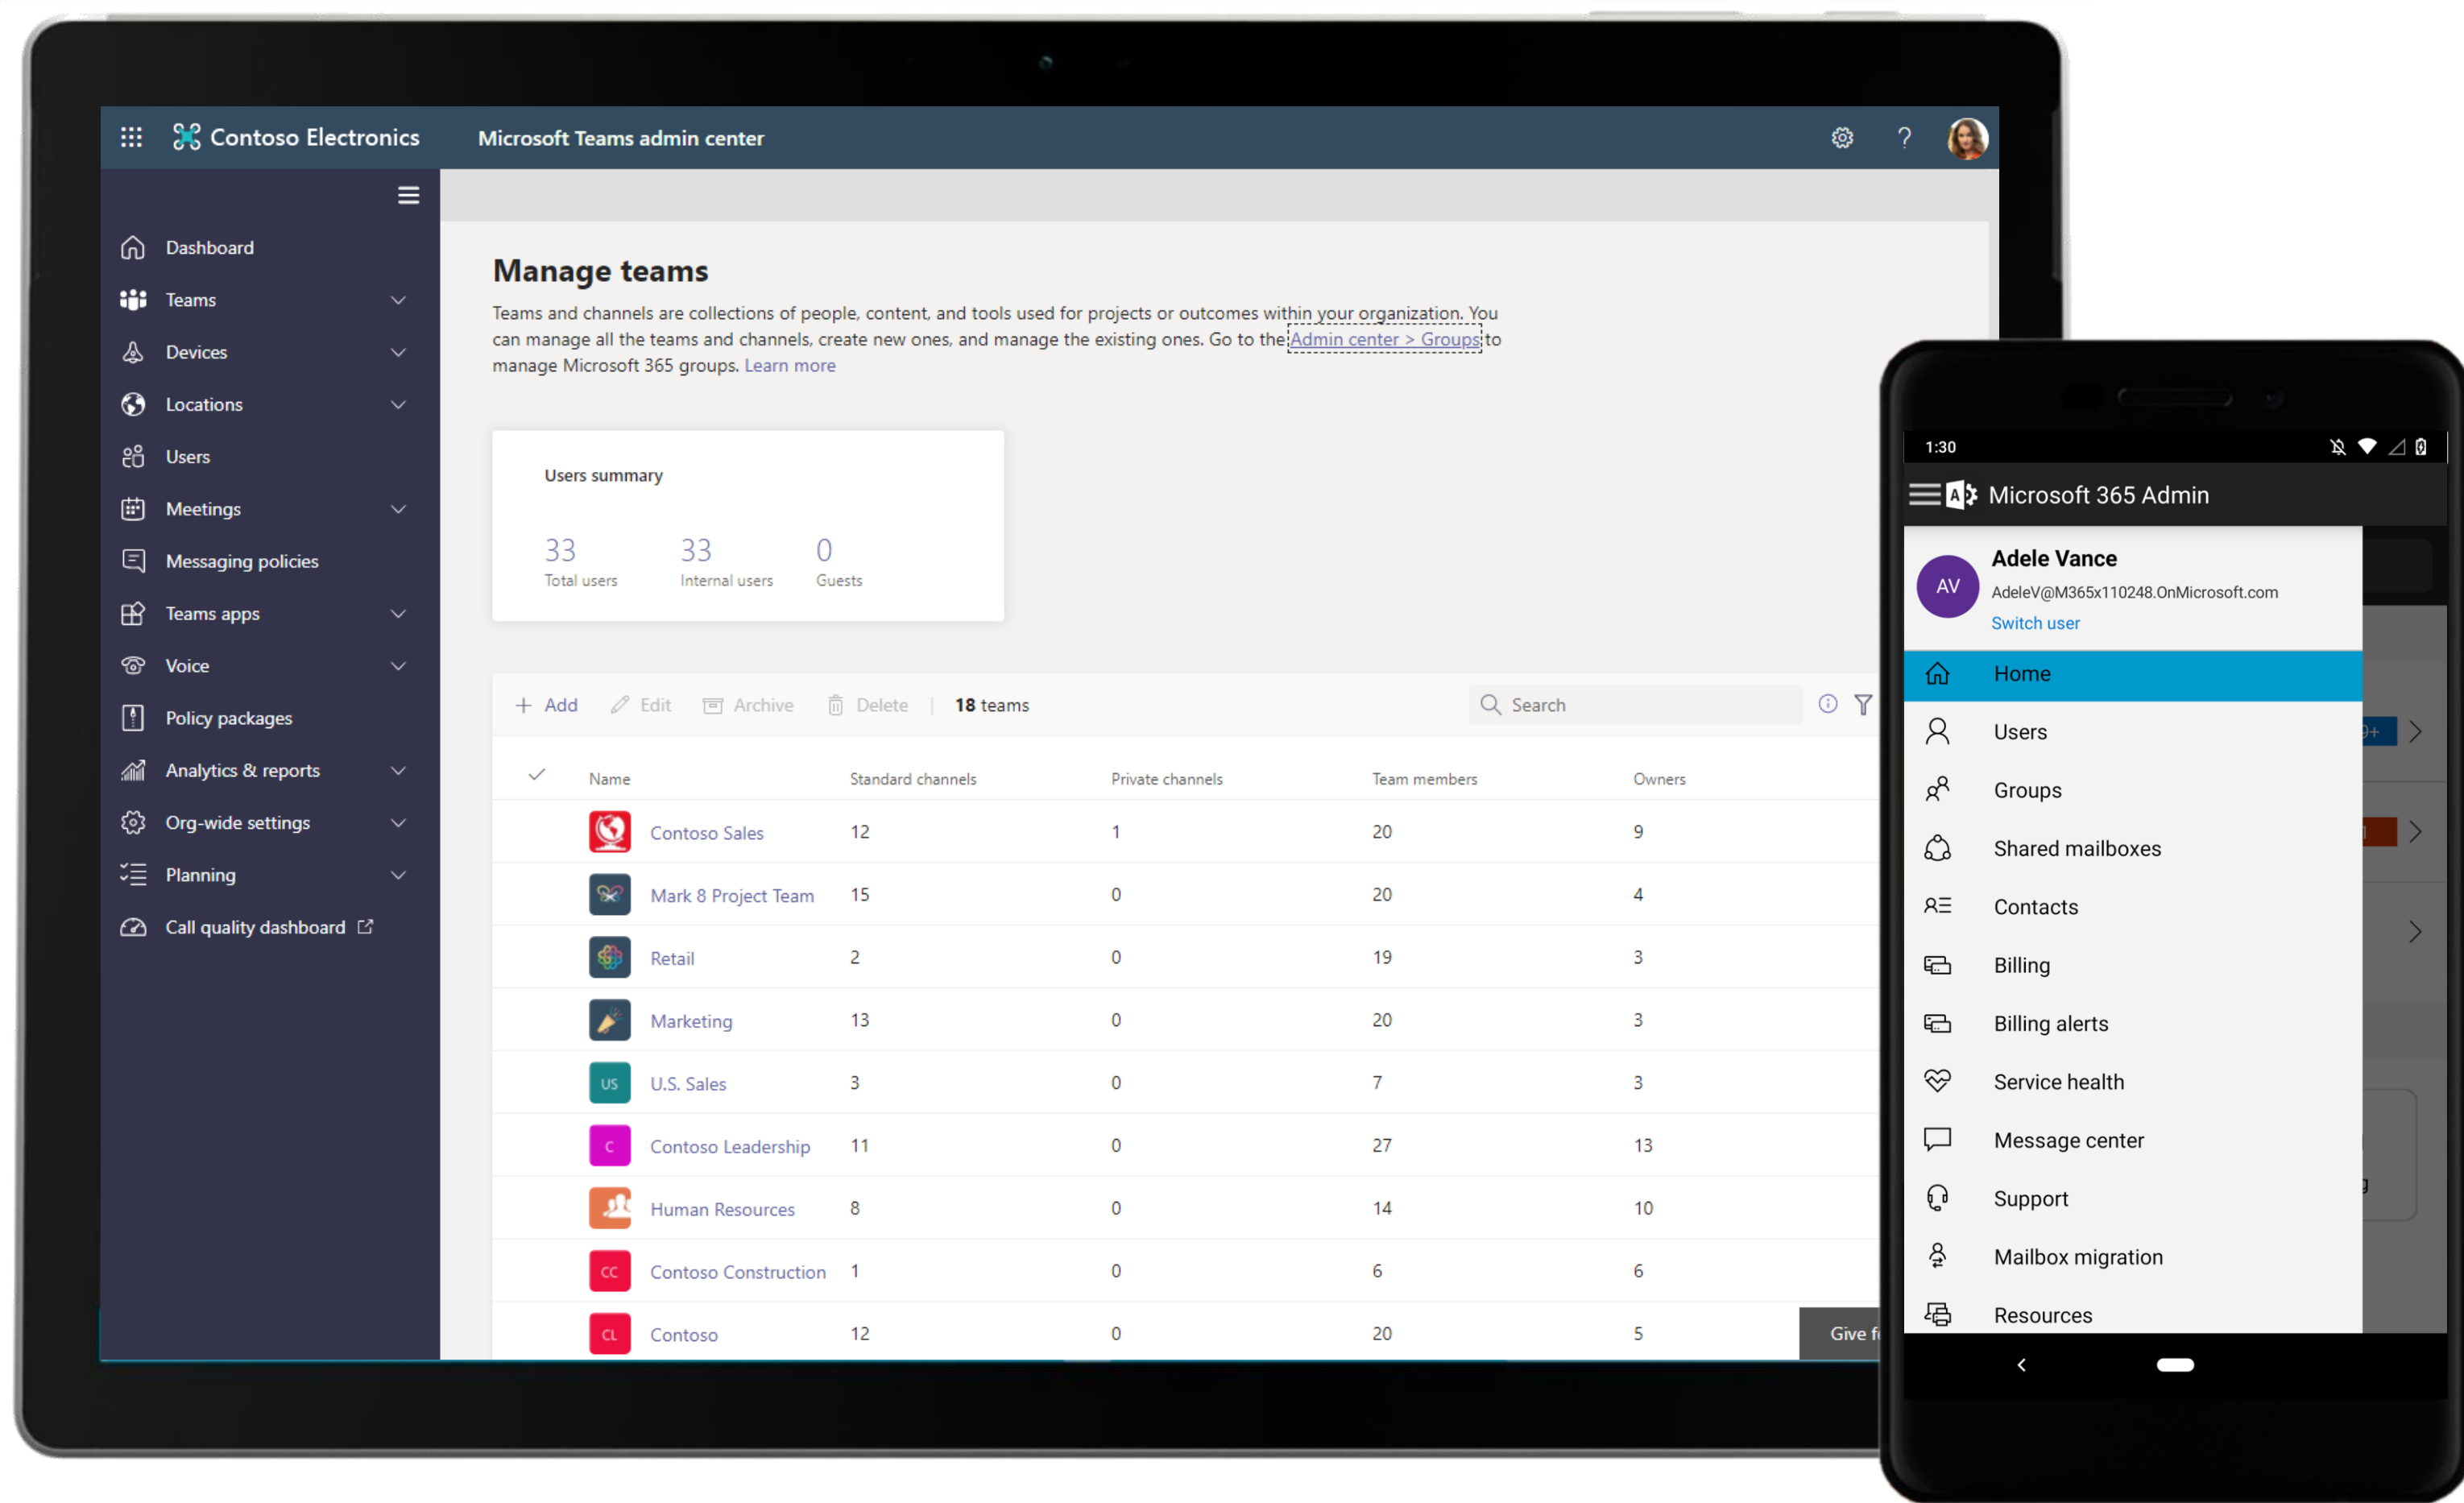 Contoso Electronics
Microsoft Teams admin center
?
Dashboard
Teams
Devices
Locations
Users
Meetings
Messaging policies
Teams apps
Voice
Policy packages
Analytics & reports
Org-wide settings
Planning
Call quality dashboard
Manage teams
Teams and channels are collections of people, content, and tools used for projects or outcomes within your organization. You
can manage all the teams and channels, create new ones, and manage the existing ones. Go to the Admin center > Groups to
manage Microsoft 365 groups. Learn more
Users summary
33 33 0
Total users Internal users Guests
+ Add Edit Archive Delete | 18 teams Search
Name Standard channels Private channels Team members Owners
Contoso Sales 12 1 20 9
Mark 8 Project Team 15 0 20 4
Retail 2 0 19 3
Marketing 13 0 20 3
US U.S. Sales 3 0 7 3
C Contoso Leadership 11 0 27 13
Human Resources 8 0 14 10
CC Contoso Construction 1 0 6 6
CL Contoso 12 0 20 5
Give
1:30
A Microsoft 365 Admin
AV
Adele Vance
AdeleV@M365x110248.OnMicrosoft.com
Switch user
Home
Users
Groups
Shared mailboxes
Contacts
Billing
Billing alerts
Service health
Message center
Support
Mailbox migration
Resources